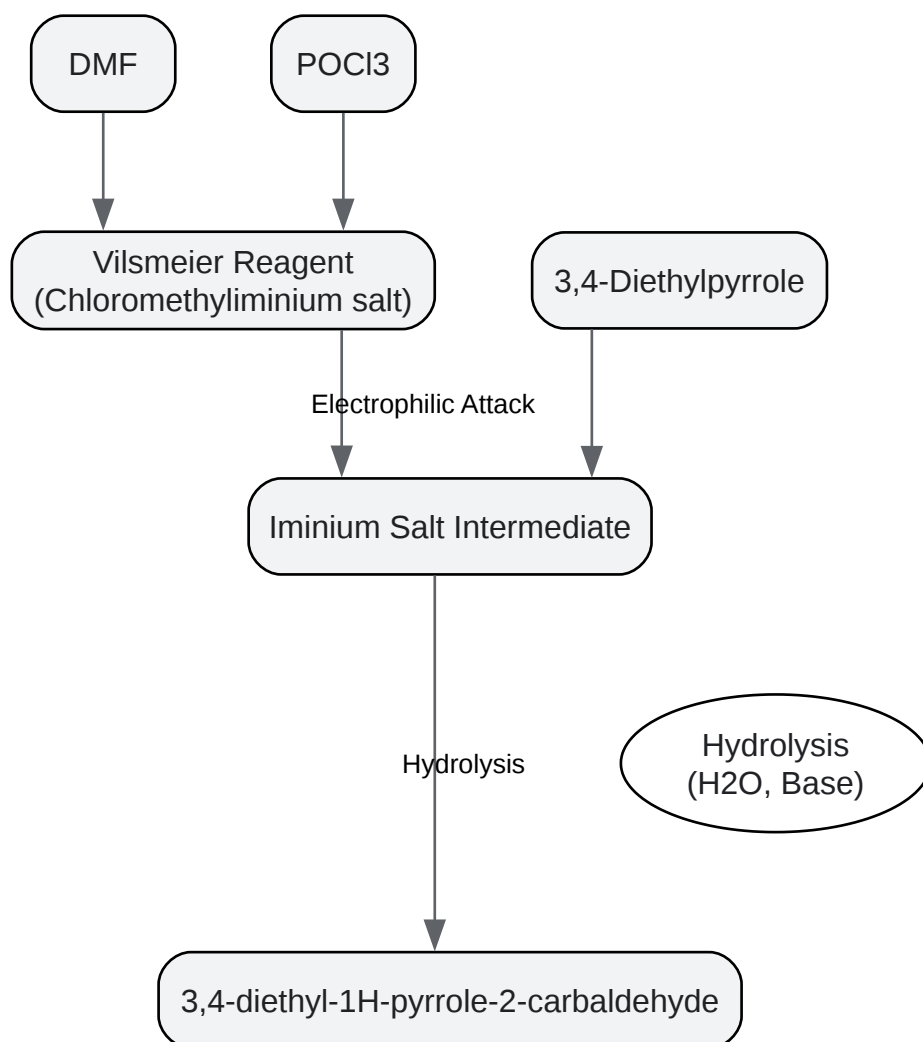 DMF
POCl3
Vilsmeier Reagent
(Chloromethyliminium salt)
3,4-Diethylpyrrole
Electrophilic Attack
Iminium Salt Intermediate
Hydrolysis
Hydrolysis
(H2O, Base)
3,4-diethyl-1H-pyrrole-2-carbaldehyde